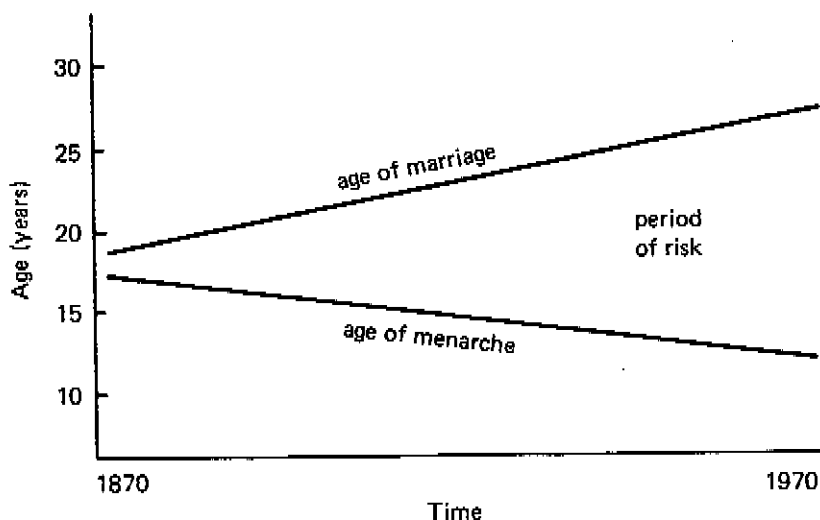 30
25
20
15
10
Age (years)
age of marriage
period
of risk
age of menarche
1870
1970
Time